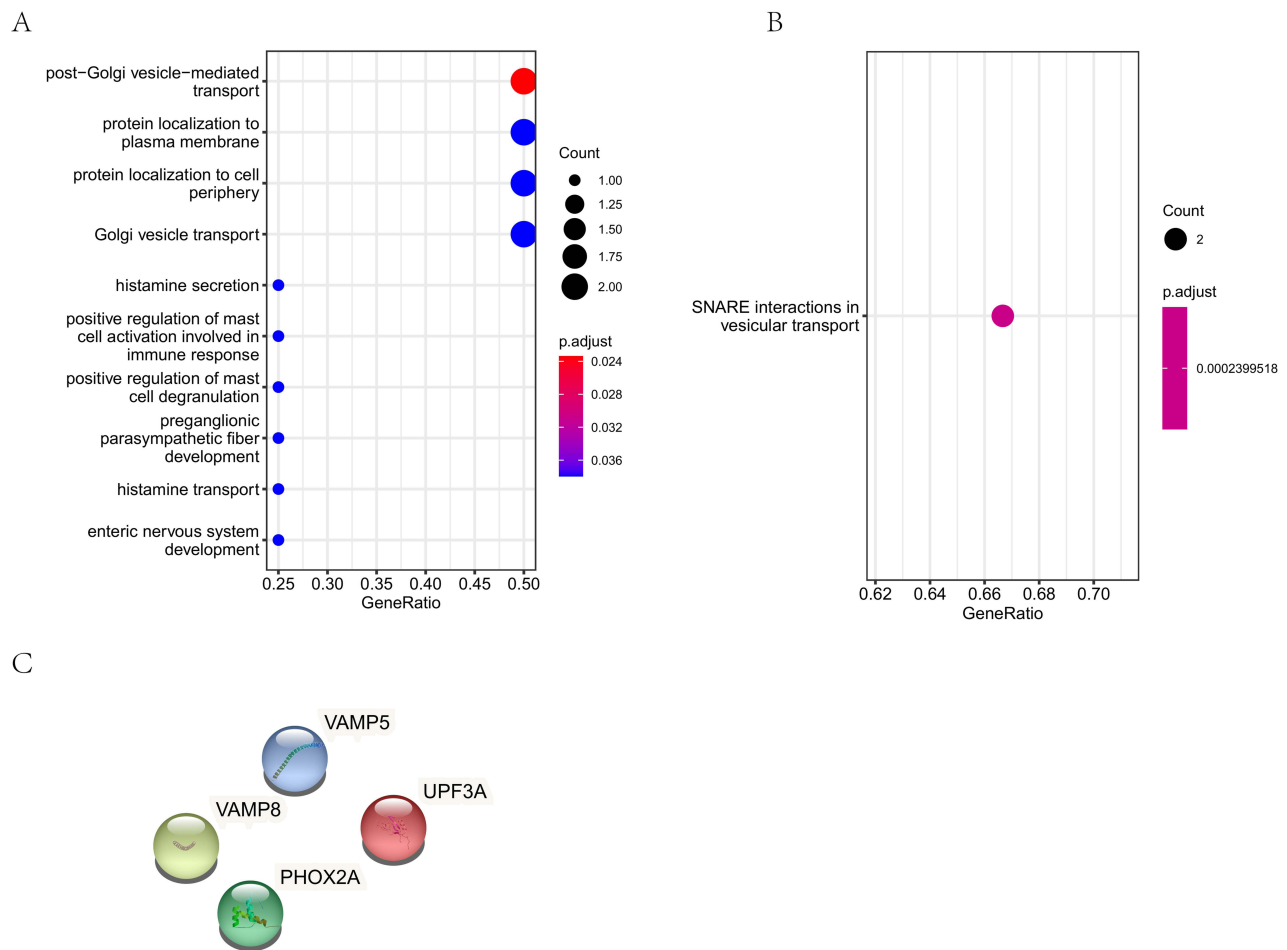 A
post−Golgi vesicle−mediated
transport
protein localization to
plasma membrane
protein localization to cell
periphery
Golgi vesicle transport
histamine secretion
positive regulation of mast
cell activation involved in
immune response
positive regulation of mast
cell degranulation
preganglionic
parasympathetic fiber
development
histamine transport
enteric nervous system
development
0.25 0.30 0.35 0.40 0.45 0.50
GeneRatio
Count
1.00
1.25
1.50
1.75
2.00
p.adjust
0.024
0.028
0.032
0.036
B
SNARE interactions in
vesicular transport
0.62 0.64 0.66 0.68 0.70
GeneRatio
Count
2
p.adjust
0.0002399518
C
VAMP5
UPF3A
VAMP8
PHOX2A